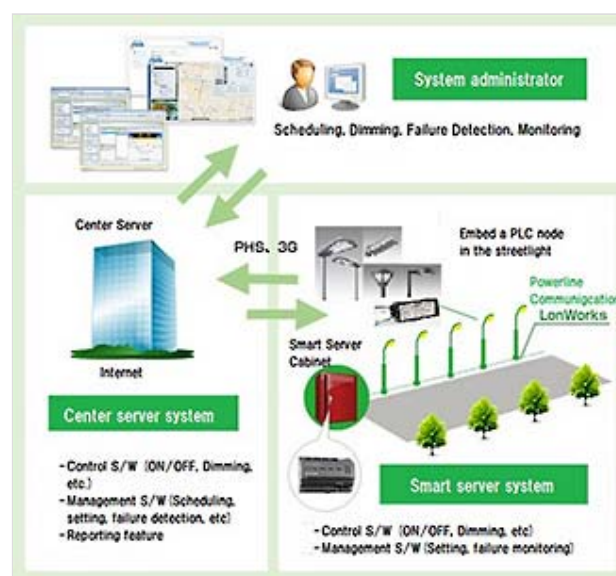 System administrator
Scheduling, Dimming, Failure Detection, Monitoring
Center Server
PHS、3G
Embed a PLC node
in the streetlight
Powerline
Communigcation
LonWorks
Smart Server
Cabinet
Internet
Center server system
Smart server system
-Control S/W (ON/OFF, Dimming,
etc.)
-Management S/W(Scheduling,
setting, failure detection, etc)
-Reporting feature
-Control S/W (ON/OFF, Dimming, etc)
-Management S/W(Setting, failure monitoring)